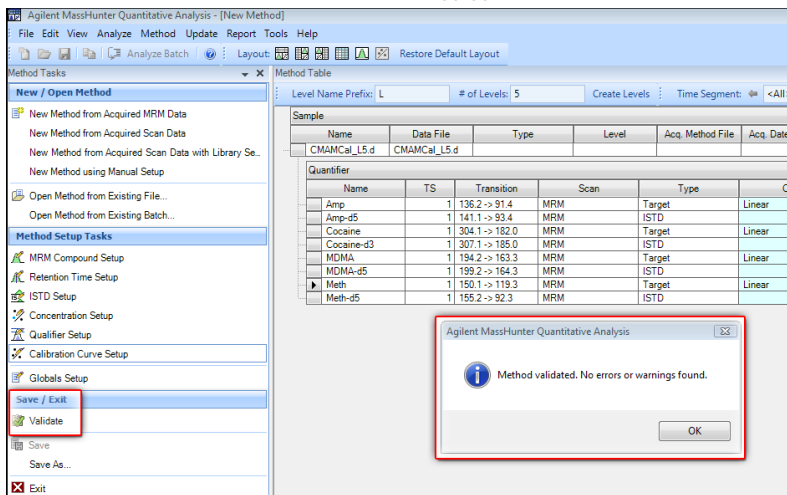 Agilent MassHunter Quantitative Analysis - [New Method]
File Edit View Analyze Method Update Report Tools Help
Analyze Batch Layout: Restore Default Layout
Method Tasks
New / Open Method
New Method from Acquired MRM Data
New Method from Acquired Scan Data
New Method from Acquired Scan Data with Library Se..
New Method using Manual Setup
Open Method from Existing File...
Open Method from Existing Batch...
Method Setup Tasks
MRM Compound Setup
Retention Time Setup
ISTD Setup
Concentration Setup
Qualifier Setup
Calibration Curve Setup
Globals Setup
Save / Exit
Validate
Save
Save As...
Exit
Method Table
Level Name Prefix: L # of Levels: 5 Create Levels Time Segment: <All
Sample
Name Data File Type Level Acq. Method File Acq. Date
CMAMCal_L5.d CMAMCal_L5.d
Quantifier
Name TS Transition Scan Type C
Amp 1 136.2 -> 91.4 MRM Target Linear
Amp-d5 1 141.1 -> 93.4 MRM ISTD
Cocaine 1 304.1 -> 182.0 MRM Target Linear
Cocaine-d3 1 307.1 -> 185.0 MRM ISTD
MDMA 1 194.2 -> 163.3 MRM Target Linear
MDMA-d5 1 199.2 -> 164.3 MRM ISTD
Meth 1 150.1 -> 119.3 MRM Target Linear
Meth-d5 1 155.2 -> 92.3 MRM ISTD
Agilent MassHunter Quantitative Analysis
Method validated. No errors or warnings found.
OK